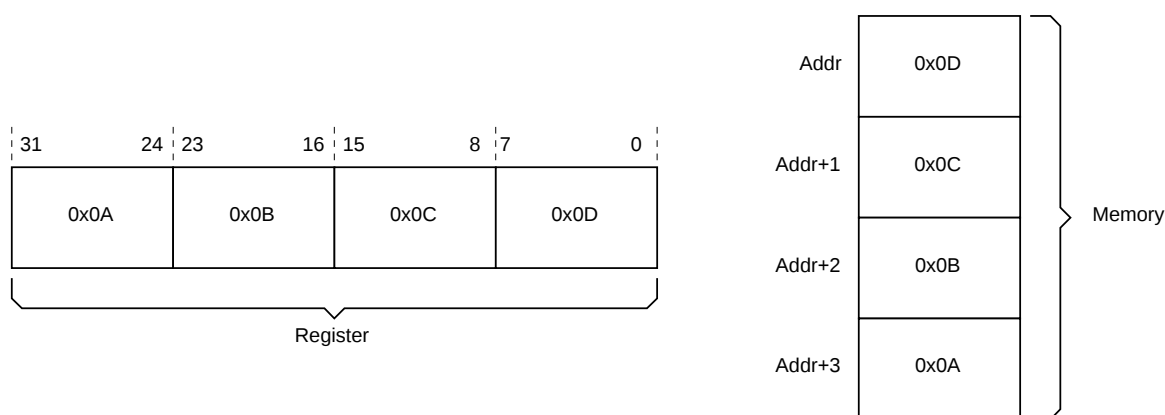 Addr 0x0D
31 24 23 16 15 8 7 0
Addr+1 0x0C
0x0A 0x0B 0x0C 0x0D
Memory
Addr+2 0x0B
Register
Addr+3 0x0A